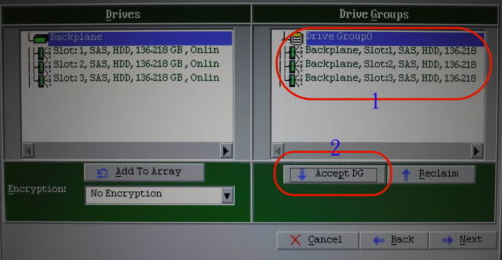 Drives
Backplane
Slot: 1, SAS, HDD, 136.218 GB, Onlin
Slot: 2, SAS, HDD, 136.218 GB, Onlin
Slot: 3, SAS, HDD, 136.218 GB, Onlin
Add To Array
Encryption:
No Encryption
Drive Groups
Drive Group0
Backplane, Slot:1, SAS, HDD, 136.218
Backplane, Slot:2, SAS, HDD, 136.218
Backplane, Slot:3, SAS, HDD, 136.218
1
2
Accept DG
Reclaim
Cancel
Back
Next